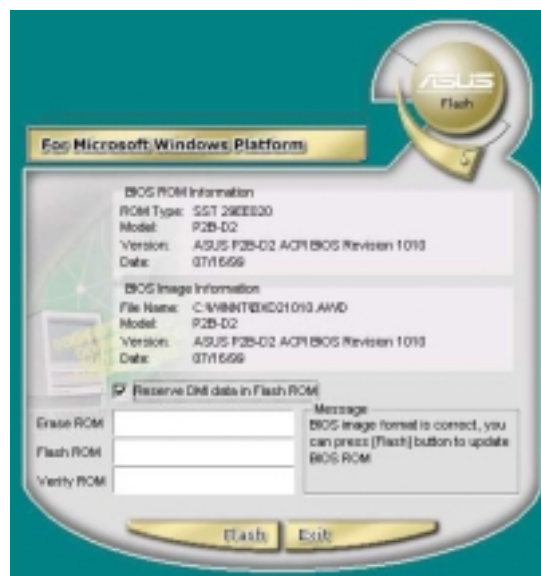 ASUS
Flash
For Microsoft Windows Platform
BIOS ROM Information
ROM Type: SST 29EE020
Model: P2B-D2
Version: ASUS P2B-D2 ACPI BIOS Revision 1010
Date: 07/16/99
BIOS Image Information
File Name: C:\WINNT\BXD21010.AWD
Model: P2B-D2
Version: ASUS P2B-D2 ACPI BIOS Revision 1010
Date: 07/16/99
Reserve DMI data in Flash ROM
Erase ROM
Flash ROM
Verity ROM
Message
BIOS image format is correct, you
can press [Flash] button to update
BIOS ROM
Flash
Exit